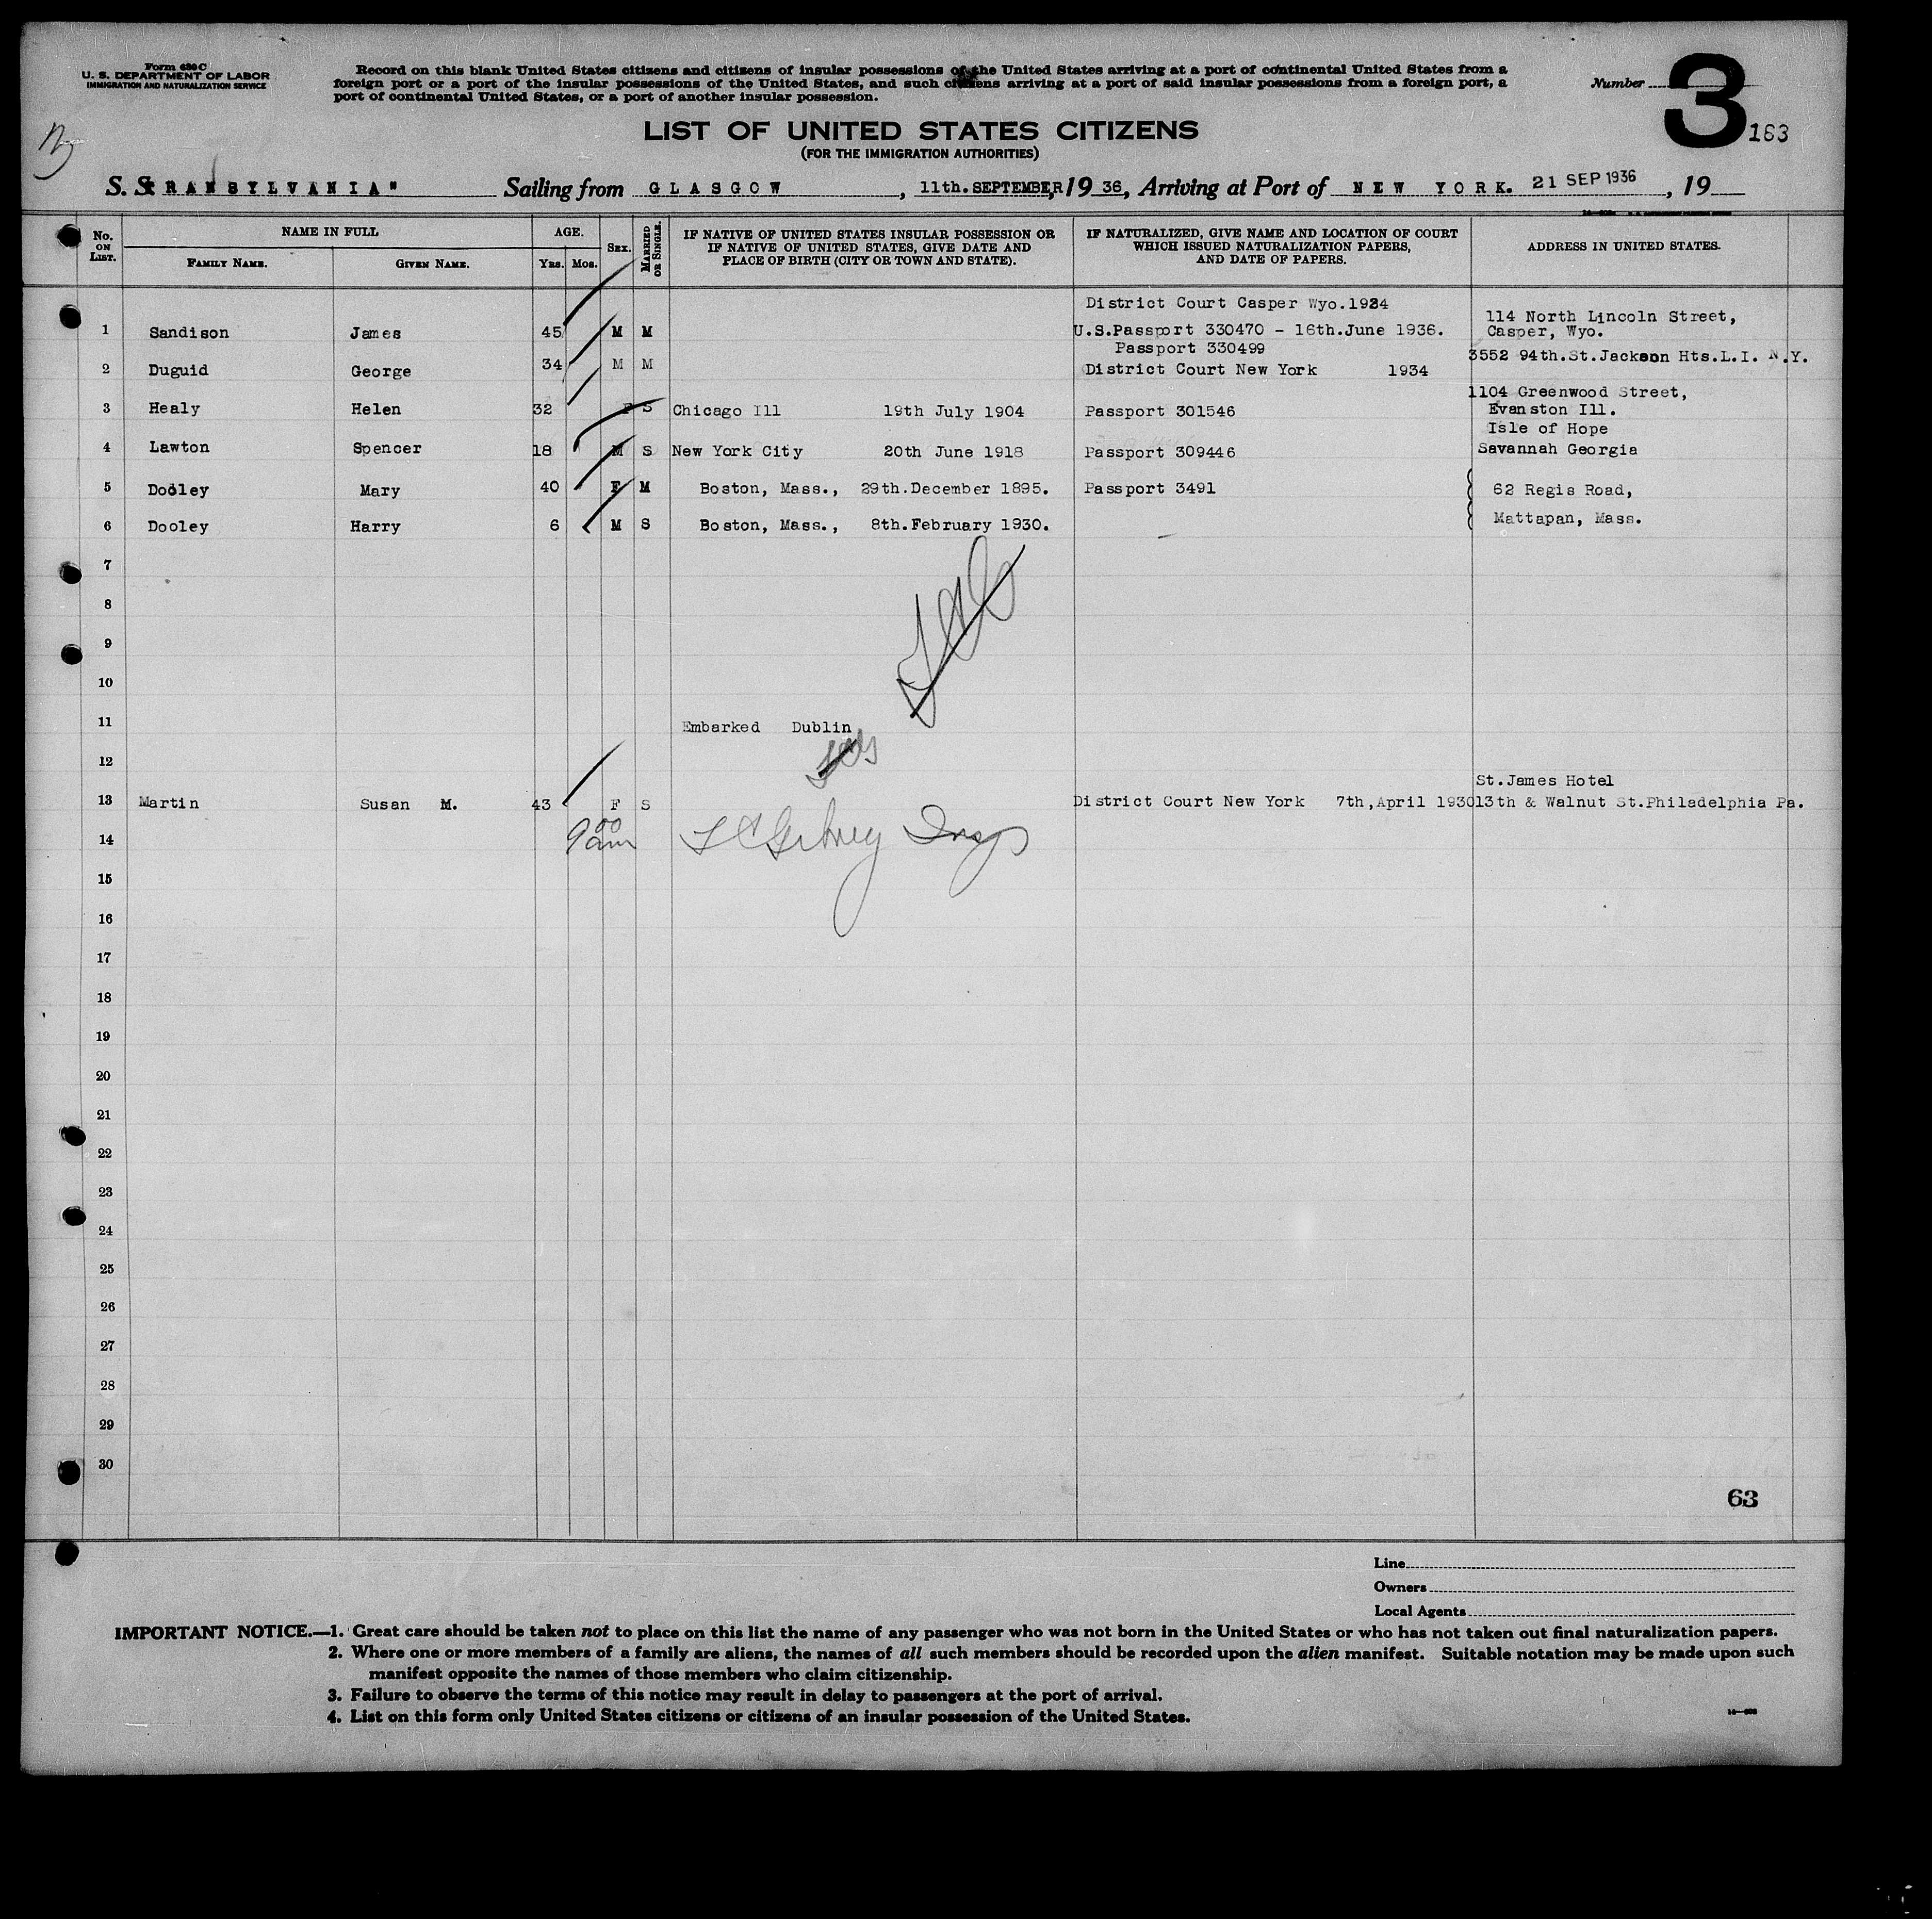 Form 630 C
U. S. DEPARTMENT OF LABOR
IMMIGRATION AND NATURALIZATION SERVICE
Record on this blank United States citizens and citizens of insular possessions of the United States arriving at a port of continental United States from a
foreign port or a port of the insular possessions of the United States, and such citizens arriving at a port of said insular possessions from a foreign port, a
port of continental United States, or a port of another insular possession.
Number
3
163
LIST OF UNITED STATES CITIZENS
(FOR THE IMMIGRATION AUTHORITIES)
S. S. TRANSYLVANIA" Sailing from GLASGOW, 11th. SEPTEMBER, 19 36, Arriving at Port of NEW YORK. 21 SEP 1936, 19
No. ON LIST. NAME IN FULL AGE. SEX. MARRIED OR SINGLE. IF NATIVE OF UNITED STATES INSULAR POSSESSION OR IF NATIVE OF UNITED STATES, GIVE DATE AND PLACE OF BIRTH (CITY OR TOWN AND STATE). IF NATURALIZED, GIVE NAME AND LOCATION OF COURT WHICH ISSUED NATURALIZATION PAPERS, AND DATE OF PAPERS. ADDRESS IN UNITED STATES.
FAMILY NAME. GIVEN NAME. YRS. MOS.
District Court Casper Wyo.1934
114 North Lincoln Street,
1 Sandison James 45 M M U.S.Passport 330470 - 16th.June 1936. Casper, Wyo.
Passport 330499 3552 94th.St.Jackson Hts.L.I. N.Y.
2 Duguid George 34 M M District Court New York 1934
1104 Greenwood Street,
3 Healy Helen 32 F S Chicago Ill 19th July 1904 Passport 301546 Evanston Ill.
Isle of Hope
4 Lawton Spencer 18 M S New York City 20th June 1918 Passport 309446 Savannah Georgia
5 Dooley Mary 40 F M Boston, Mass., 29th.December 1895. Passport 3491 62 Regis Road,
6 Dooley Harry 6 M S Boston, Mass., 8th.February 1930. Mattapan, Mass.
7
8
9
10
11 Embarked Dublin
12
St.James Hotel
13 Martin Susan M. 43 F S District Court New York 7th,April 1930 13th & Walnut St.Philadelphia Pa.
14 9 00 am Insp
15
16
17
18
19
20
21
22
23
24
25
26
27
28
29
30
63
Line
Owners
Local Agents
IMPORTANT NOTICE.—1. Great care should be taken not to place on this list the name of any passenger who was not born in the United States or who has not taken out final naturalization papers.
2. Where one or more members of a family are aliens, the names of all such members should be recorded upon the alien manifest. Suitable notation may be made upon such
manifest opposite the names of those members who claim citizenship.
3. Failure to observe the terms of this notice may result in delay to passengers at the port of arrival.
4. List on this form only United States citizens or citizens of an insular possession of the United States.